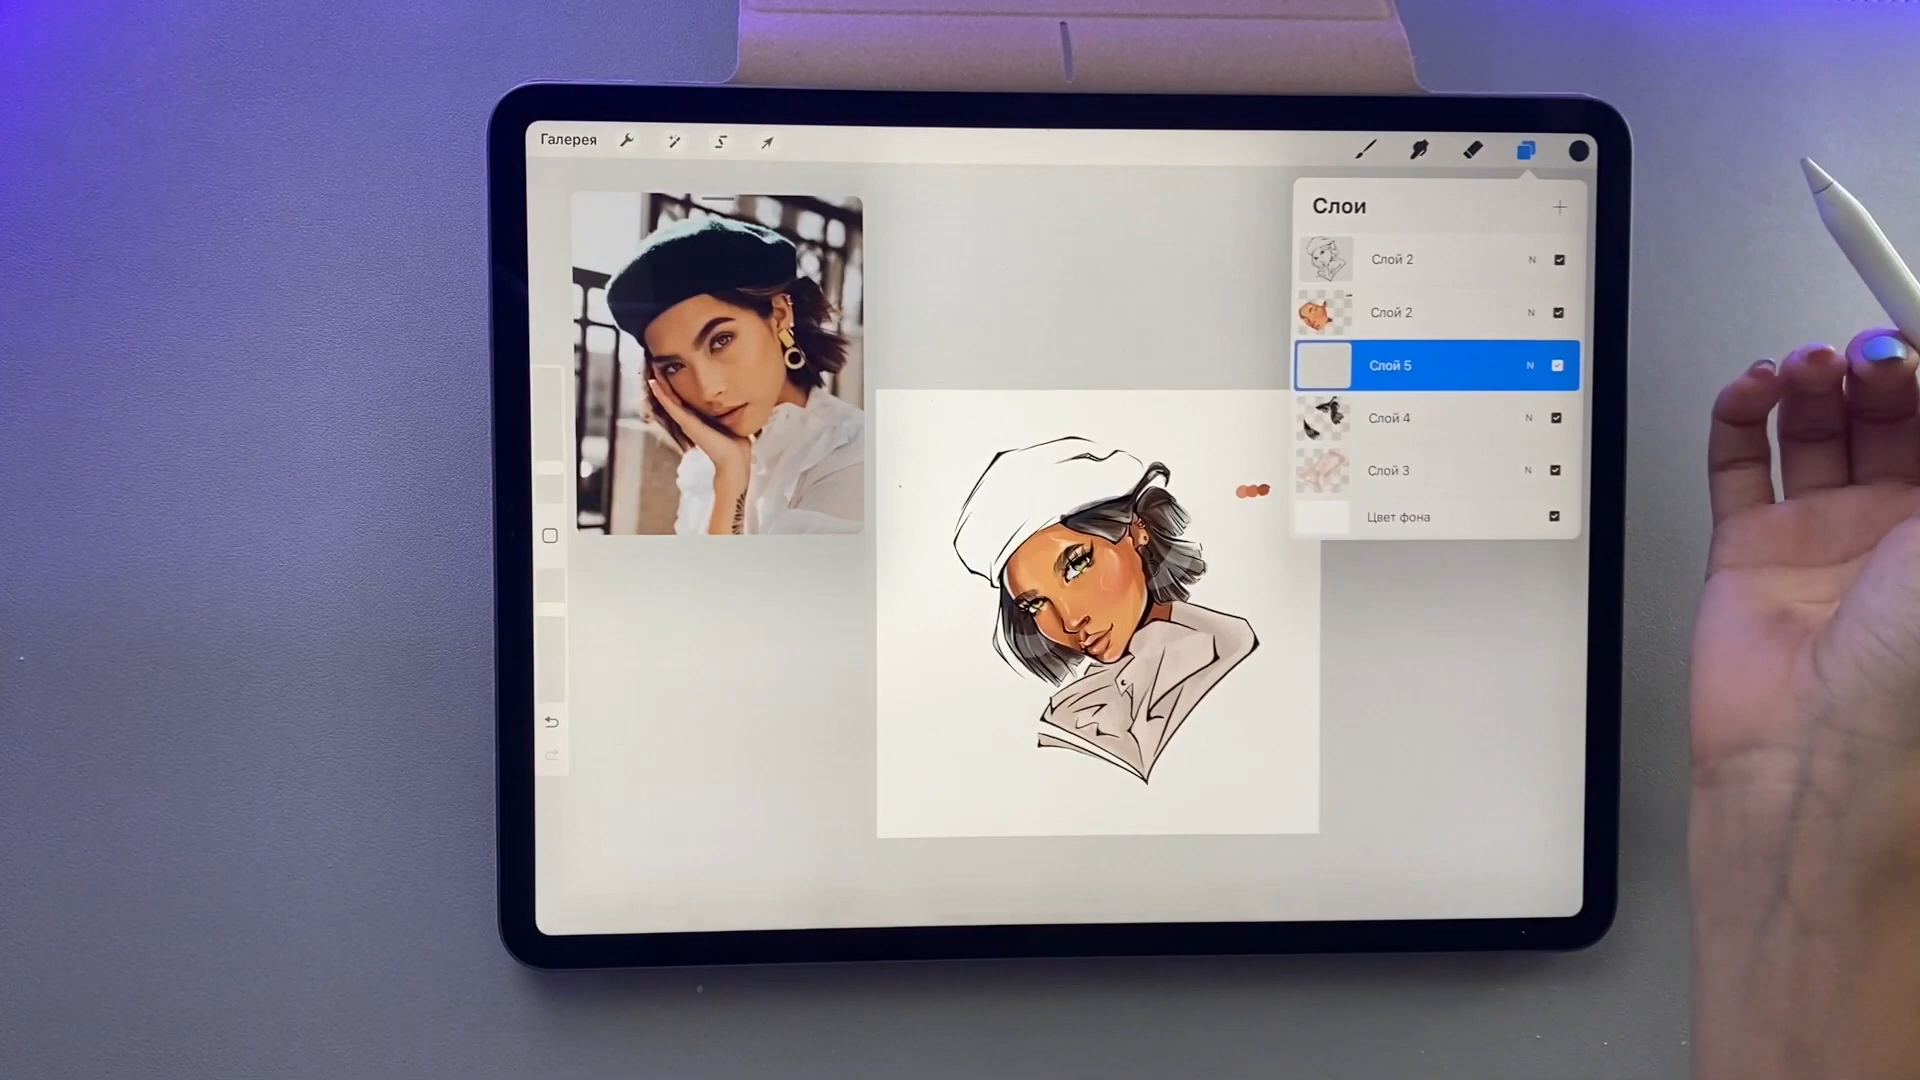 Галерея
Слои
Слой 2
N
Слой 2
N
Слой 5
N
Слой 4
N
Слой 3
N
Цвет фона